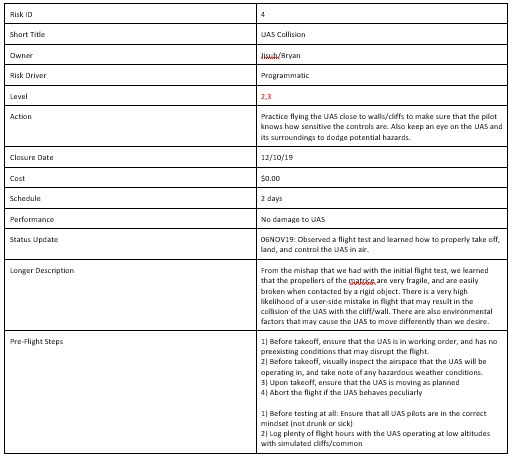 Risk ID 4
Short Title UAS Collision
Owner Jisub/Bryan
Risk Driver Programmatic
Level 2,3
Action Practice flying the UAS close to walls/cliffs to make sure that the pilot
knows how sensitive the controls are. Also keep an eye on the UAS and
its surroundings to dodge potential hazards.
Closure Date 12/10/19
Cost $0.00
Schedule 2 days
Performance No damage to UAS
Status Update 06NOV19: Observed a flight test and learned how to properly take off,
land, and control the UAS in air.
Longer Description From the mishap that we had with the initial flight test, we learned
that the propellers of the matrice are very fragile, and are easily
broken when contacted by a rigid object. There is a very high
likelihood of a user-side mistake in flight that may result in the
collision of the UAS with the cliff/wall. There are also environmental
factors that may cause the UAS to move differently than we desire.
Pre-Flight Steps 1) Before takeoff, ensure that the UAS is in working order, and has no
preexisting conditions that may disrupt the flight.
2) Before takeoff, visually inspect the airspace that the UAS will be
operating in, and take note of any hazardous weather conditions.
3) Upon takeoff, ensure that the UAS is moving as planned
4) Abort the flight if the UAS behaves peculiarly
1) Before testing at all: Ensure that all UAS pilots are in the correct
mindset (not drunk or sick)
2) Log plenty of flight hours with the UAS operating at low altitudes
with simulated cliffs/common